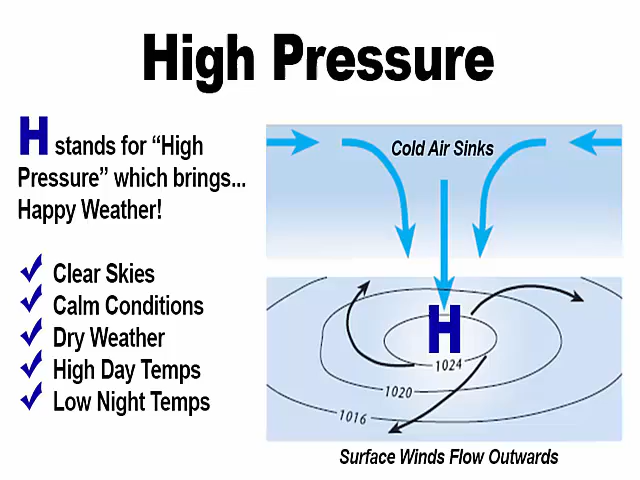 High Pressure
H stands for “High
Pressure” which brings...
Happy Weather!
✓ Clear Skies
✓ Calm Conditions
✓ Dry Weather
✓ High Day Temps
✓ Low Night Temps
Cold Air Sinks
H
1024
1020
1016
Surface Winds Flow Outwards